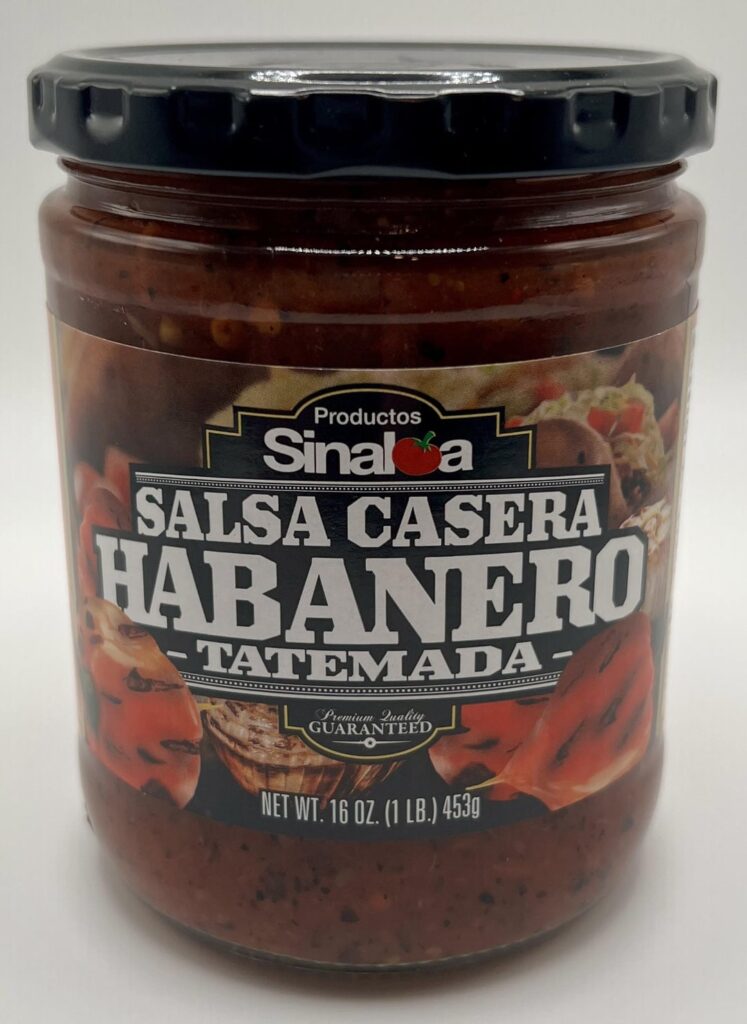 Productos
Sinaloa
SALSA CASERA
HABANERO
- TATEMADA -
Premium Quality
GUARANTEED
NET WT. 16 OZ. (1 LB.) 453g